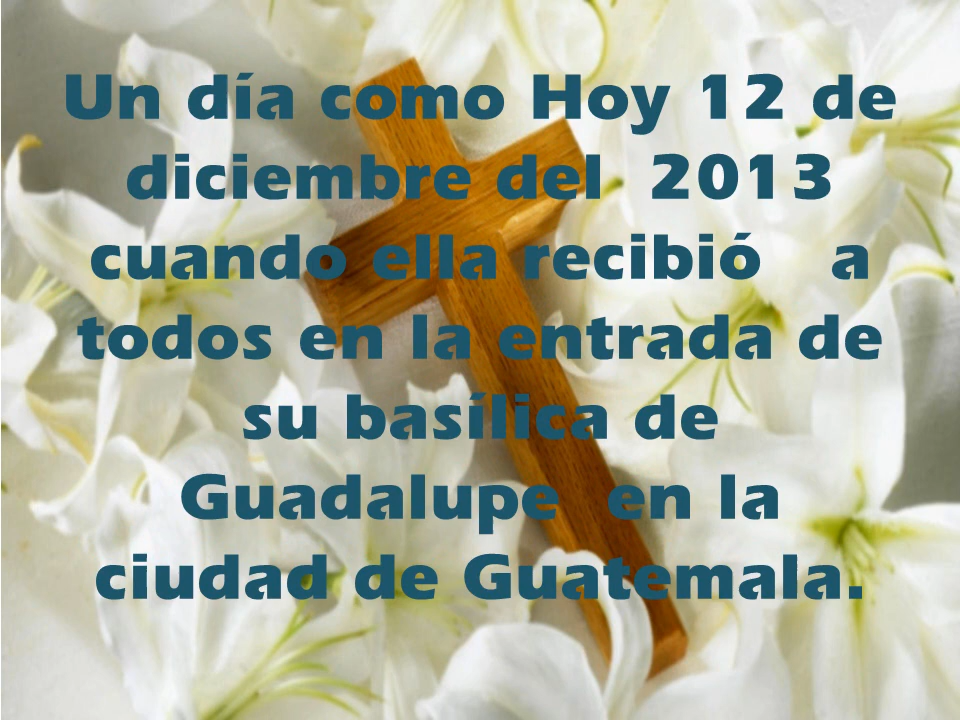 Un día como Hoy 12 de
diciembre del 2013
cuando ella recibió a
todos en la entrada de
su basílica de
Guadalupe en la
ciudad de Guatemala.